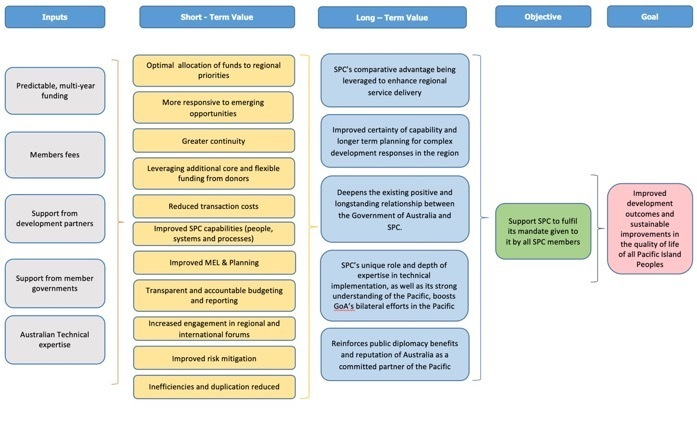 Inputs
Short - Term Value
Long – Term Value
Objective
Goal
Predictable, multi-year
funding
Members fees
Support from
development partners
Support from member
governments
Australian Technical
expertise
Optimal allocation of funds to regional
priorities
More responsive to emerging
opportunities
Greater continuity
Leveraging additional core and flexible
funding from donors
Reduced transaction costs
Improved SPC capabilities (people,
systems and processes)
Improved MEL & Planning
Transparent and accountable budgeting
and reporting
Increased engagement in regional and
international forums
Improved risk mitigation
Inefficiencies and duplication reduced
SPC's comparative advantage being
leveraged to enhance regional
service delivery
Improved certainty of capability and
longer term planning for complex
development responses in the region
Deepens the existing positive and
longstanding relationship between
the Government of Australia and
SPC.
SPC's unique role and depth of
expertise in technical
implementation, as well as its strong
understanding of the Pacific, boosts
GoA's bilateral efforts in the Pacific
Reinforces public diplomacy benefits
and reputation of Australia as a
committed partner of the Pacific
Support SPC to fulfil
its mandate given to
it by all SPC members
Improved
development
outcomes and
sustainable
improvements in
the quality of life
of all Pacific Island
Peoples